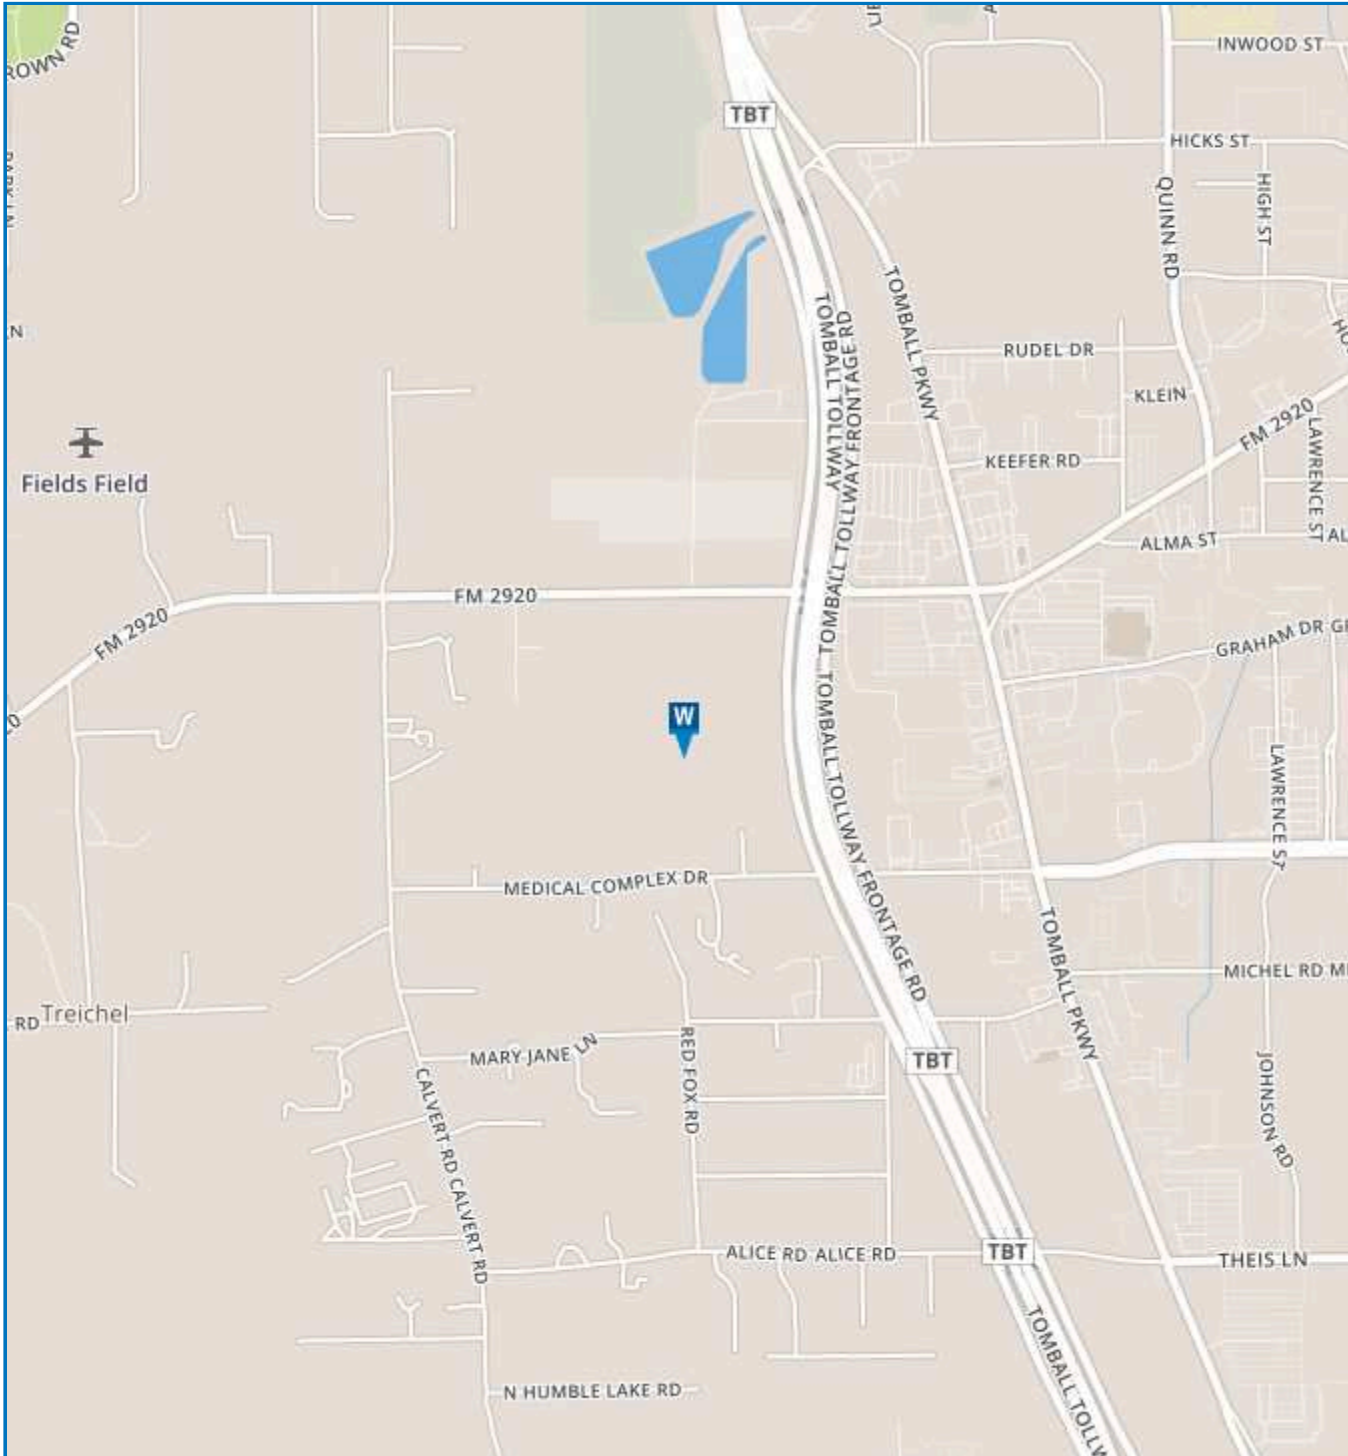 INWOOD ST
TBT
HICKS ST
QUINN RD
HIGH ST
TOMBALL PKWY
TOMBALL TOLLWAY
TOMBALL TOLLWAY FRONTAGE RD
RUDEL DR
KLEIN
FM 2920
LAWRENCE ST
KEEFER RD
Fields Field
ALMA ST
AL
FM 2920
FM 2920
GRAHAM DR
W
TOMBALL TOLLWAY FRONTAGE RD
LAWRENCE ST
MEDICAL COMPLEX DR
TOMBALL PKWY
MICHEL RD
RD
Treichel
MARY JANE LN
RED FOX RD
TBT
JOHNSON RD
CALVERT RD
CALVERT RD
ALICE RD
ALICE RD
TBT
THEIS LN
TOMBALL TOLLW
N HUMBLE LAKE RD